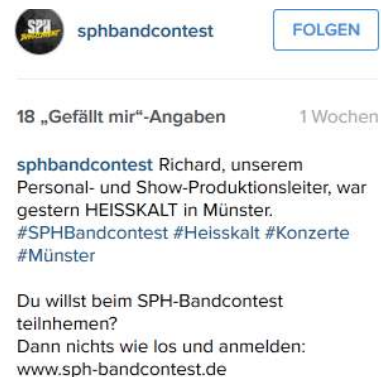 SPH
BANDCONTEST
sphbandcontest
FOLGEN
18 „Gefällt mir“-Angaben
1 Wochen
sphbandcontest Richard, unserem
Personal- und Show-Produktionsleiter, war
gestern HEISSKALT in Münster.
#SPHBandcontest #Heisskalt #Konzerte
#Münster
Du willst beim SPH-Bandcontest
teilnhemen?
Dann nichts wie los und anmelden:
www.sph-bandcontest.de